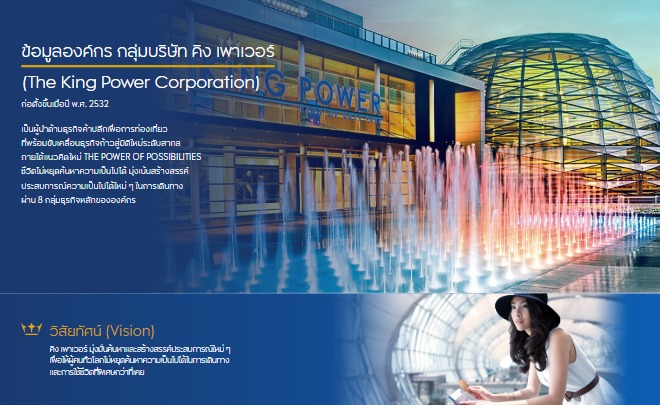 ข้อมูลองค์กร กลุ่มบริษัท คิง เพาเวอร์
(The King Power Corporation)
ก่อตั้งขึ้นเมื่อปี พ.ศ. 2532
เป็นผู้นำด้านธุรกิจค้าปลีกเพื่อการท่องเที่ยว
ที่พร้อมขับเคลื่อนธุรกิจก้าวสู่มิติใหม่ระดับสากล
ภายใต้แนวคิดใหม่ THE POWER OF POSSIBILITIES
ชีวิตไม่หยุดค้นหาความเป็นไปได้ มุ่งเน้นสร้างสรรค์
ประสบการณ์ความเป็นไปได้ใหม่ ๆ ในการเดินทาง
ผ่าน 8 กลุ่มธุรกิจหลักขององค์กร
KING POWER
วิสัยทัศน์ (Vision)
คิง เพาเวอร์ มุ่งมั่นค้นหาและสร้างสรรค์ประสบการณ์ใหม่ ๆ
เพื่อให้ผู้คนทั่วโลกไม่หยุดค้นหาความเป็นไปได้ในการเดินทาง
และการใช้ชีวิตที่พิเศษกว่าที่เคย